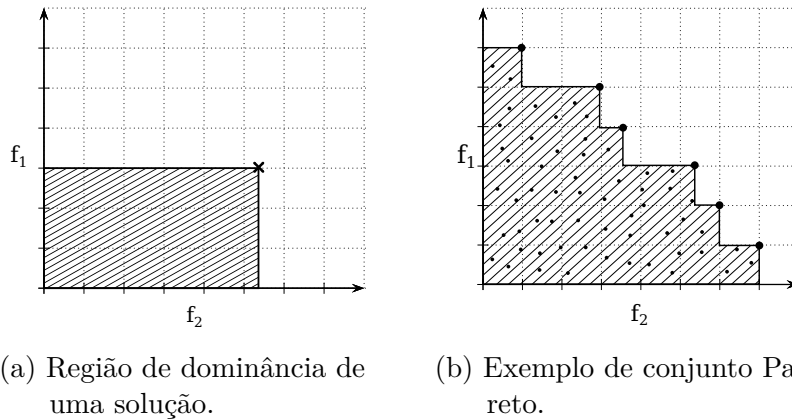 f1
f2
f1
f2
(a) Região de dominância de
uma solução.
(b) Exemplo de conjunto Pa
reto.